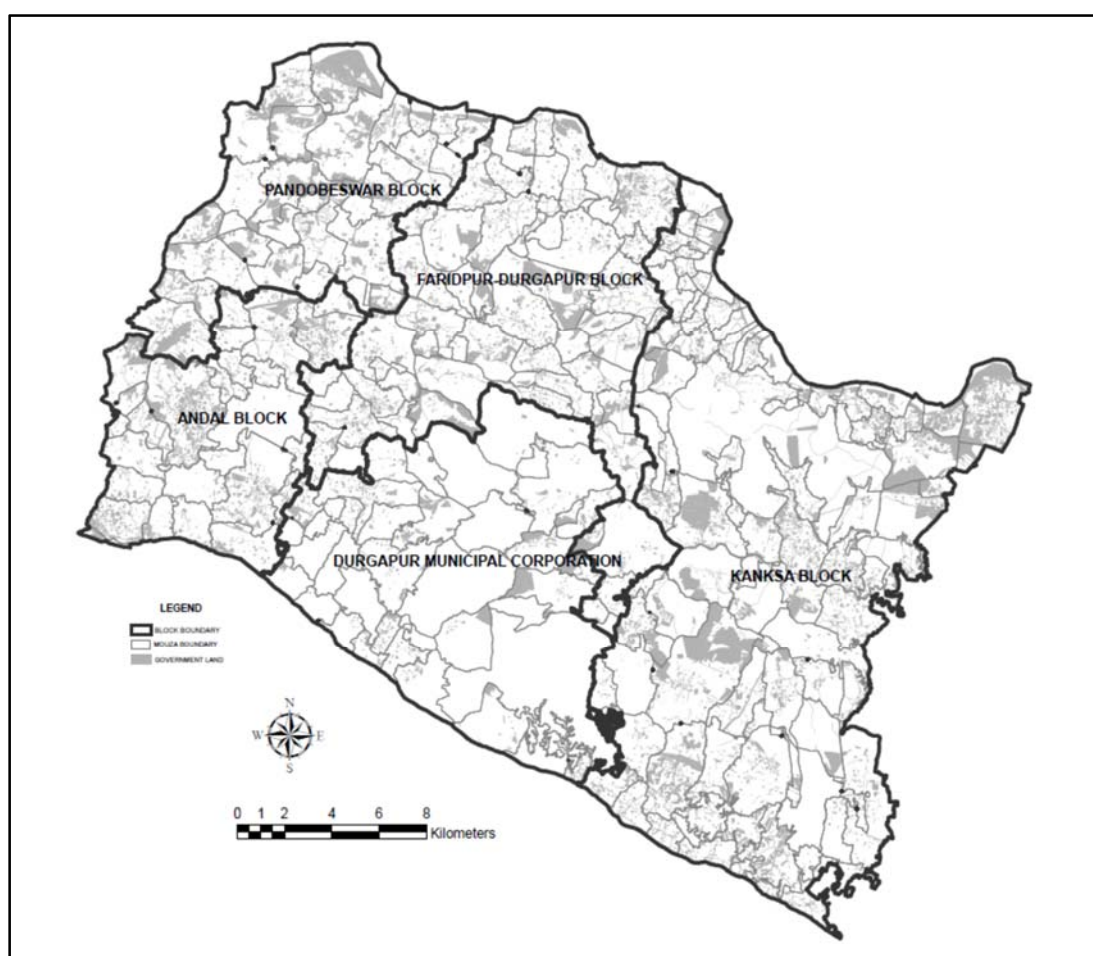 PANDOBESWAR BLOCK
FARIDPUR-DURGAPUR BLOCK
ANDAL BLOCK
DURGAPUR MUNICIPAL CORPORATION
KANKSA BLOCK
LEGEND
BLOCK BOUNDARY
MOUZA BOUNDARY
GOVERNMENT LAND
N
W E
S
0 1 2 4 6 8
Kilometers